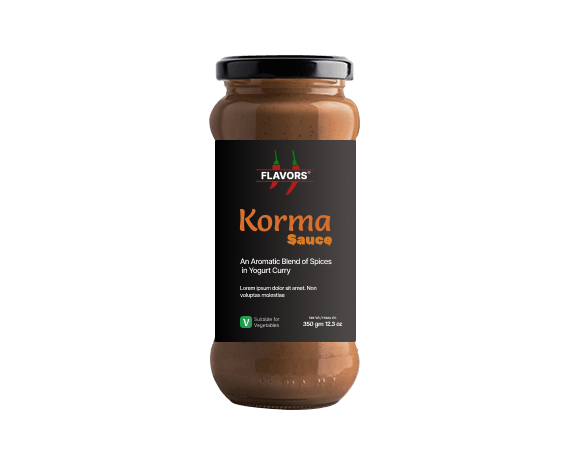 FLAVORS®
Korma
Sauce
An Aromatic Blend of Spices
in Yogurt Curry
Lorem ipsum dolor sit amet. Non
voluptas molestiae
V
Suitable for
Vegetables
350 gm 12.3 oz